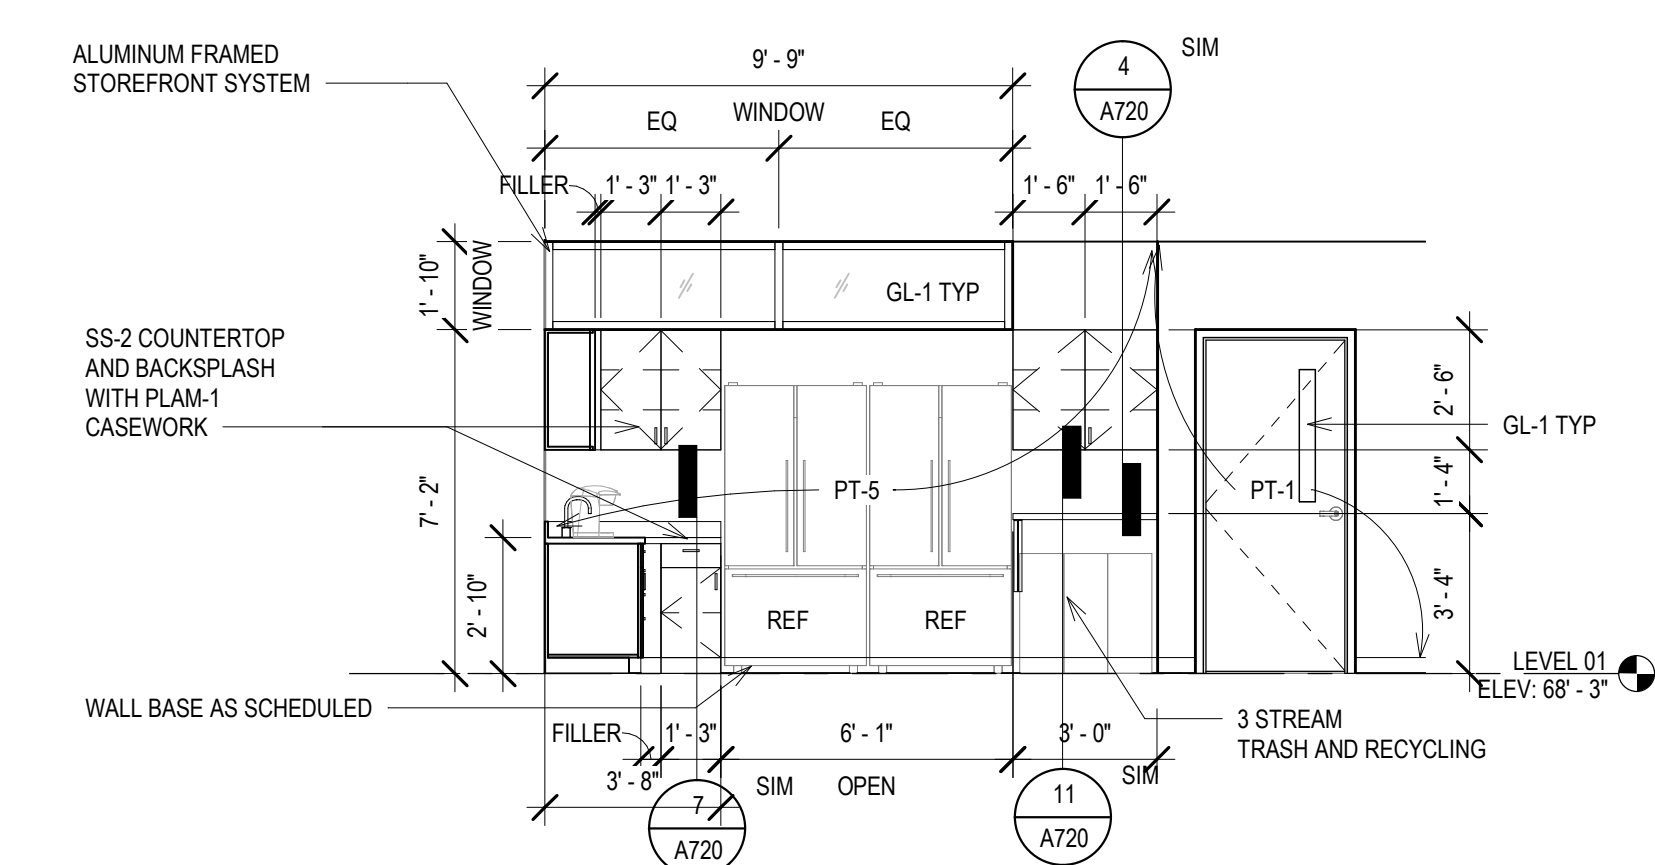 ALUMINUM FRAMED
STOREFRONT SYSTEM
9' - 9"
WINDOW
EQ
EQ
4
A720
SIM
FILLER
1' - 3"
1' - 3"
1' - 6"
1' - 6"
1' - 10"
WINDOW
GL-1 TYP
SS-2 COUNTERTOP
AND BACKSPLASH
WITH PLAM-1
CASEWORK
7' - 2"
2' - 10"
PT-5
PT-1
REF
REF
2' - 6"
1' - 4"
3' - 4"
GL-1 TYP
LEVEL 01
ELEV: 68' - 3"
WALL BASE AS SCHEDULED
FILLER
1' - 3"
6' - 1"
3' - 0"
3 STREAM
TRASH AND RECYCLING
3' - 8"
SIM
OPEN
SIM
7
A720
11
A720